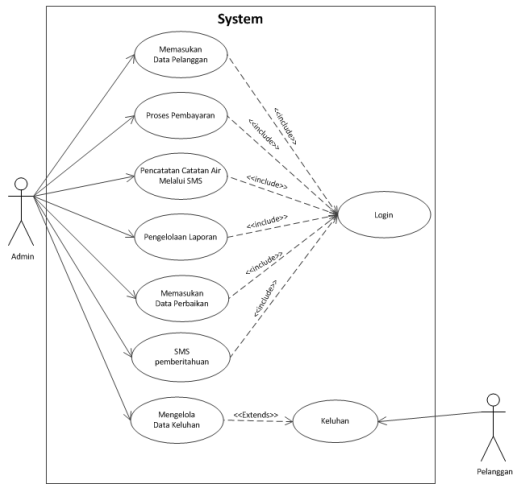 System
Memasukan
Data Pelanggan
<<include>>
Proses Pembayaran
<<include>>
Pencatatan Catatan Air
Melalui SMS
<<include>>
Login
Admin
Pengelolaan Laporan
<<include>>
Memasukan
Data Perbaikan
<<include>>
SMS
pemberitahuan
<<include>>
Mengelola
Data Keluhan
<<Extends>>
Keluhan
Pelanggan